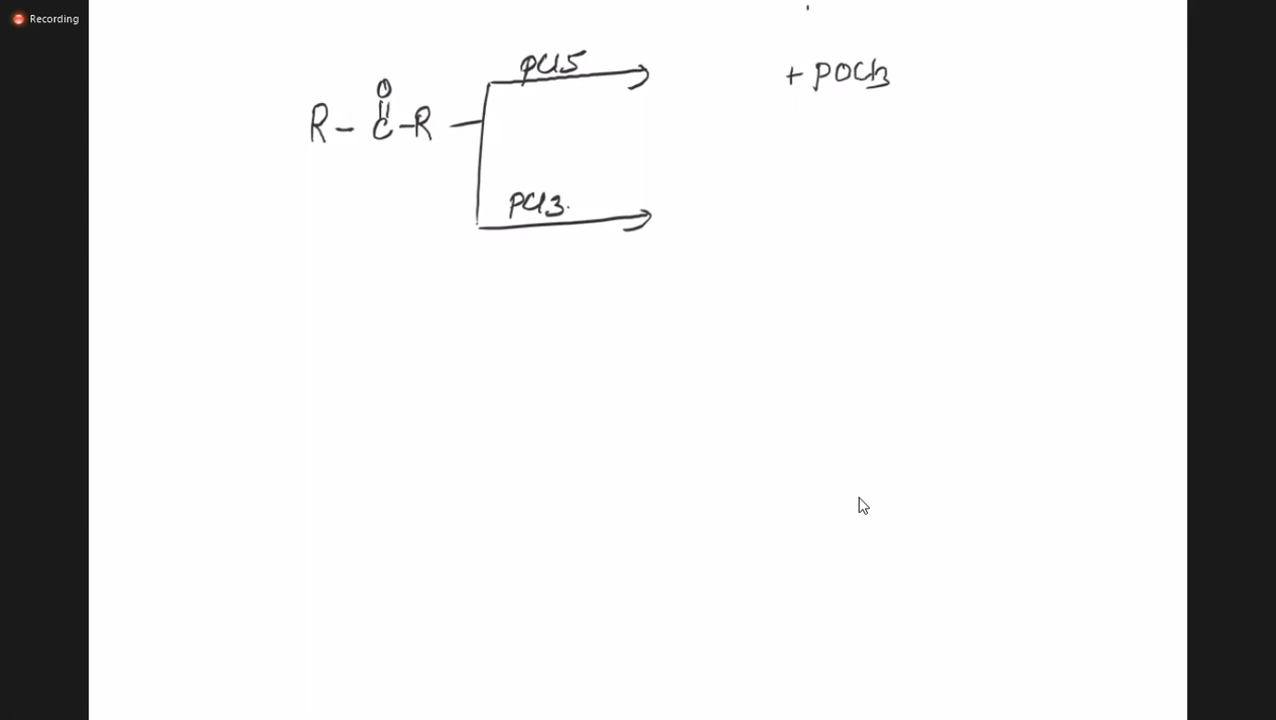 Recording
PCl5
+ POCl3
O
R - C - R
PCl3.